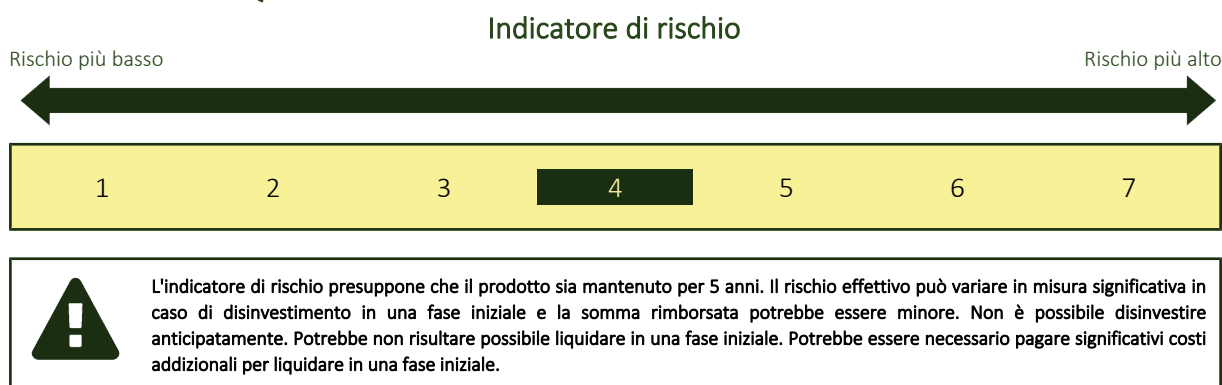 Indicatore di rischio
Rischio più basso
Rischio più alto
1 2 3 4 5 6 7
L'indicatore di rischio presuppone che il prodotto sia mantenuto per 5 anni. Il rischio effettivo può variare in misura significativa in
caso di disinvestimento in una fase iniziale e la somma rimborsata potrebbe essere minore. Non è possibile disinvestire
anticipatamente. Potrebbe non risultare possibile liquidare in una fase iniziale. Potrebbe essere necessario pagare significativi costi
addizionali per liquidare in una fase iniziale.